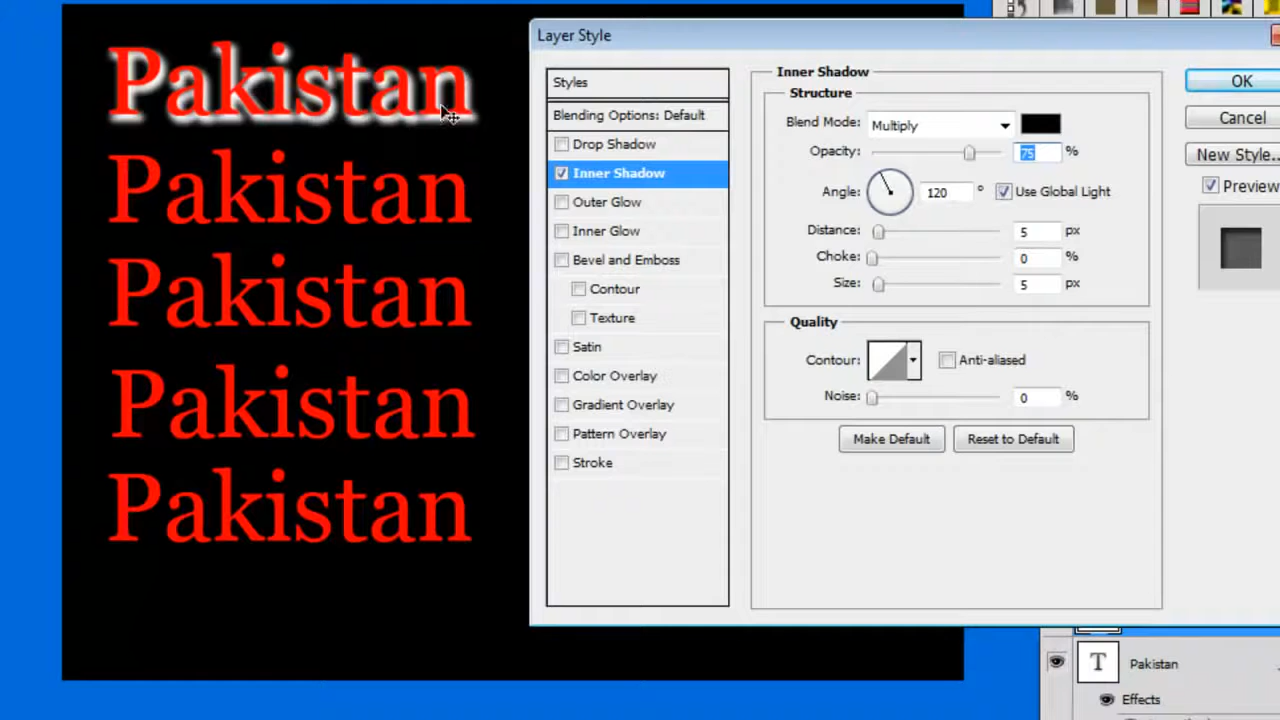 Pakistan
Pakistan
Pakistan
Pakistan
Pakistan
Layer Style
Styles
Blending Options: Default
Drop Shadow
Inner Shadow
Outer Glow
Inner Glow
Bevel and Emboss
Contour
Texture
Satin
Color Overlay
Gradient Overlay
Pattern Overlay
Stroke
Inner Shadow
Structure
Blend Mode: Multiply
Opacity: 75 %
Angle: 120 ° Use Global Light
Distance: 5 px
Choke: 0 %
Size: 5 px
Quality
Contour: Anti-aliased
Noise: 0 %
Make Default Reset to Default
OK
Cancel
New Style...
Preview
T Pakistan
Effects